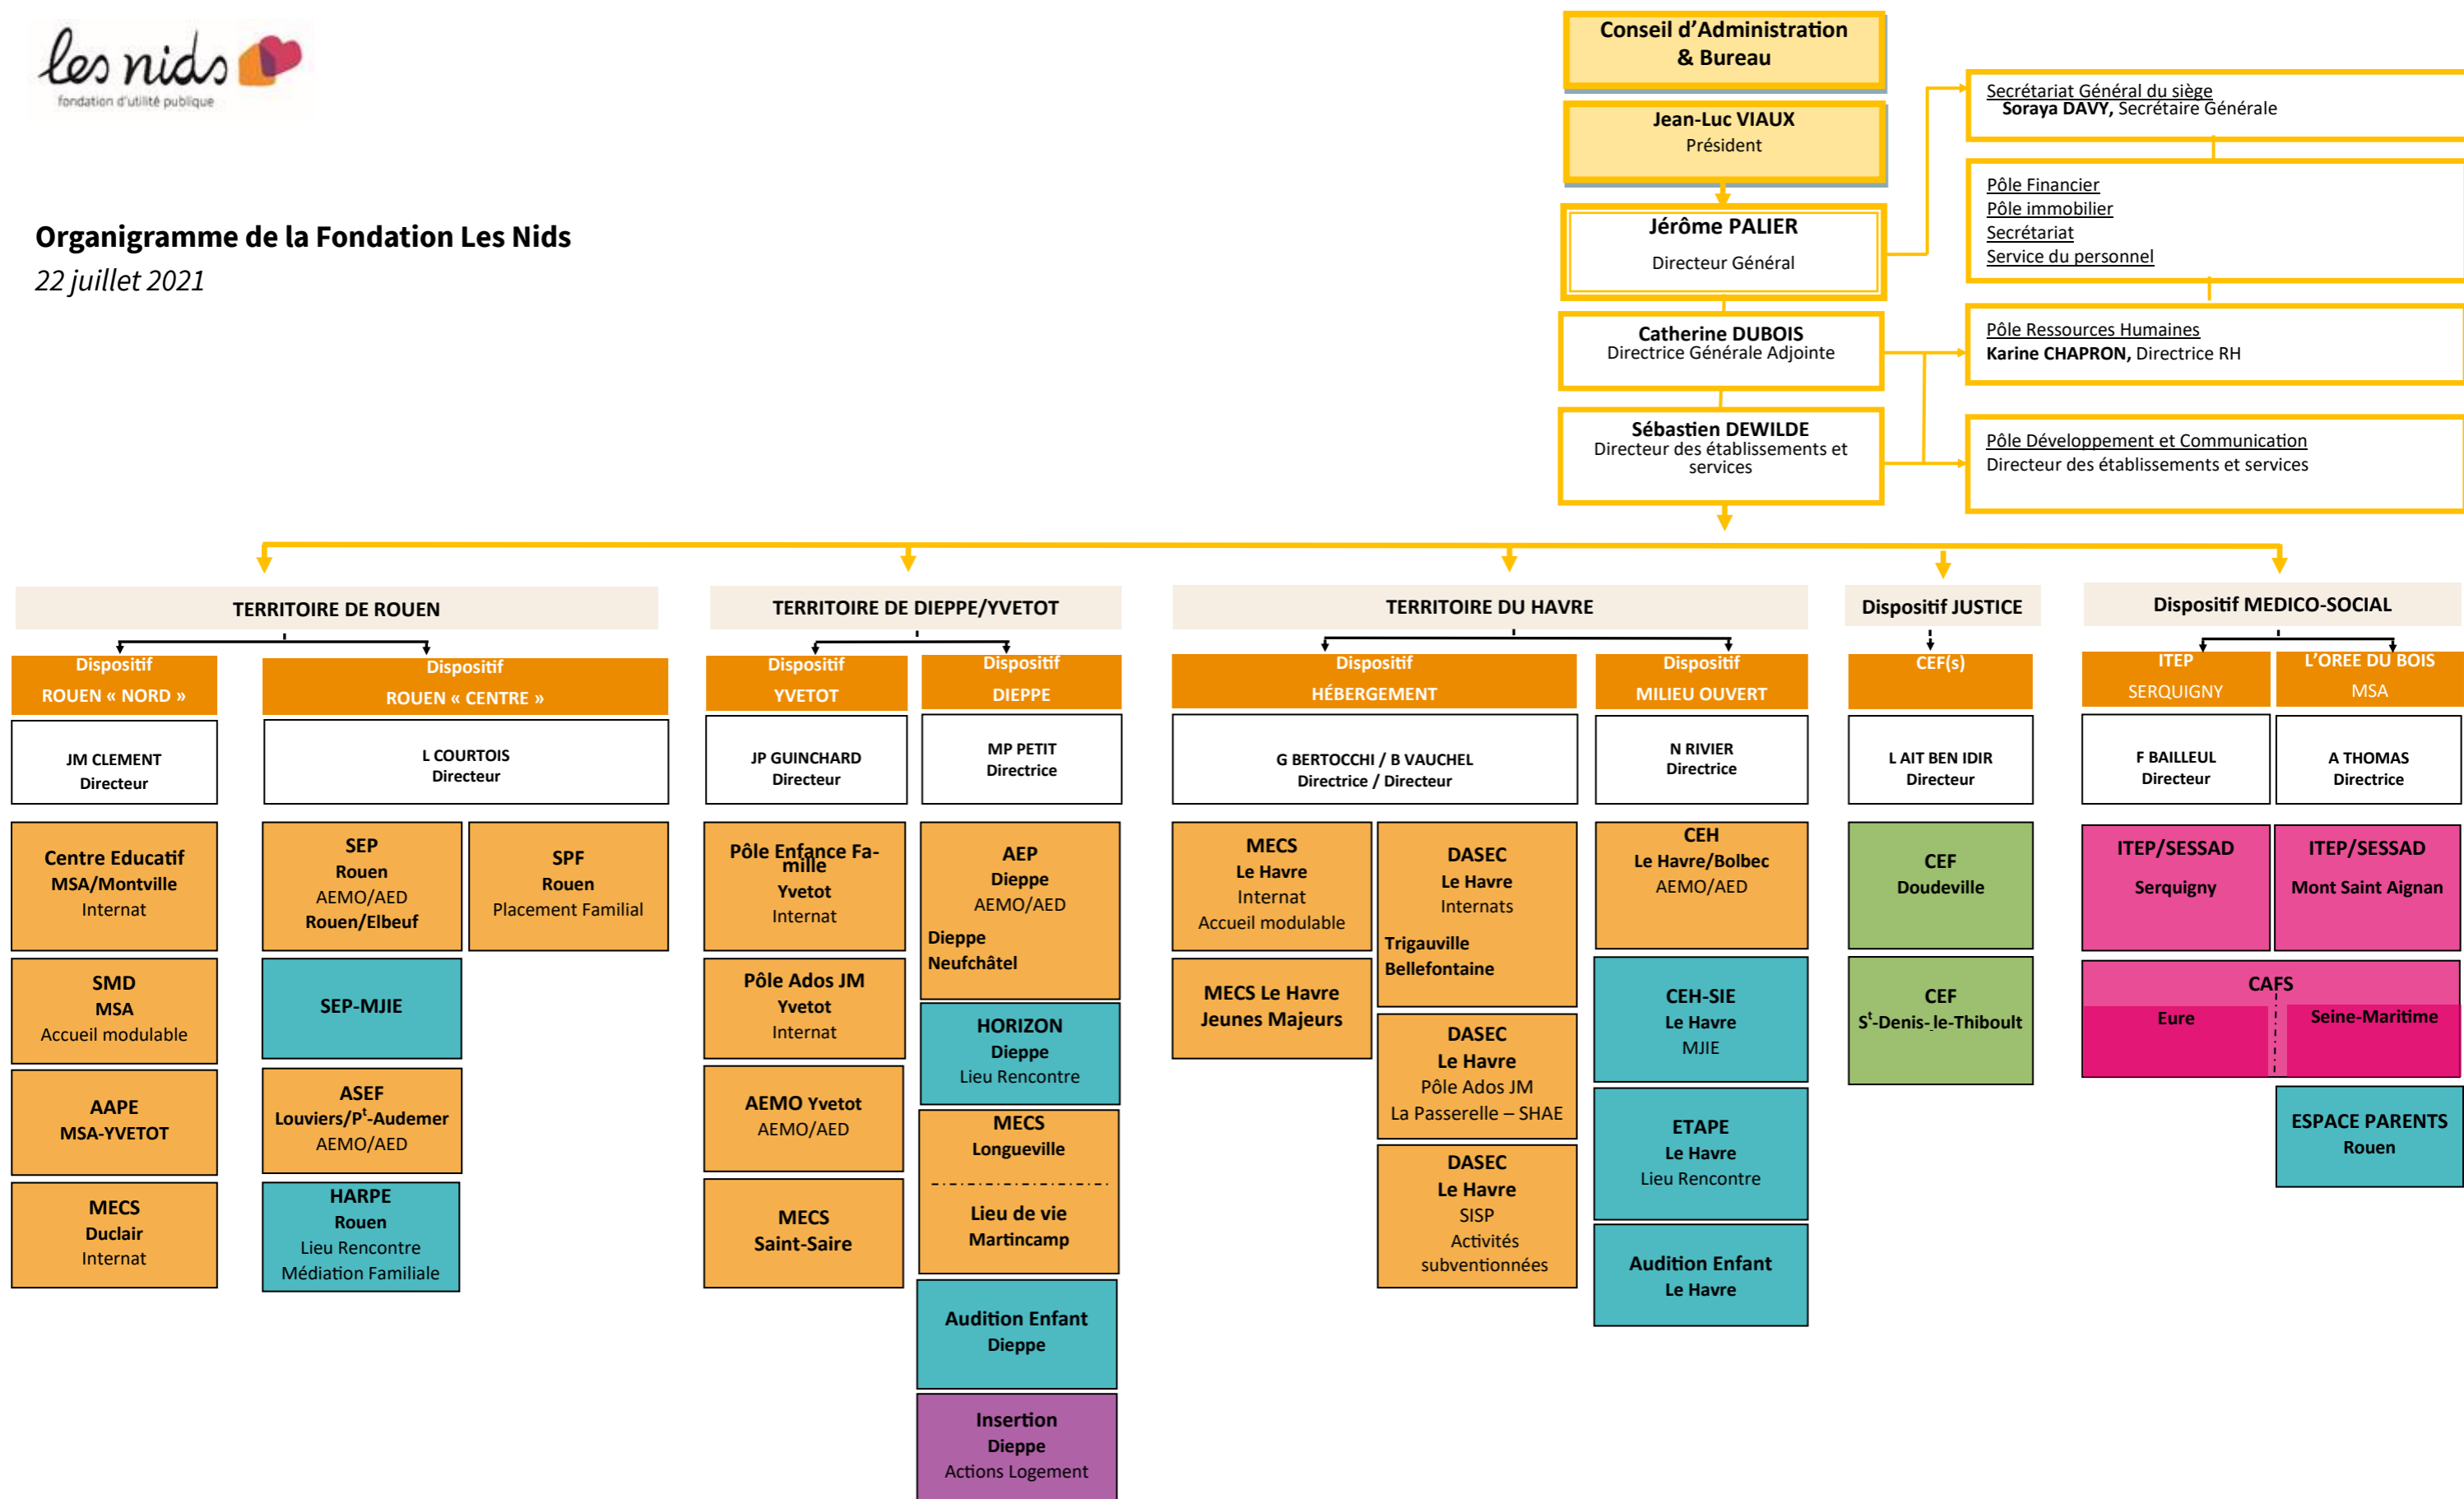 les nids
fondation d'utilité publique
Organigramme de la Fondation Les Nids
22 juillet 2021
Conseil d'Administration
& Bureau
Jean-Luc VIAUX
Président
Jérôme PALIER
Directeur Général
Catherine DUBOIS
Directrice Générale Adjointe
Sébastien DEWILDE
Directeur des établissements et
services
Secrétariat Général du siège
Soraya DAVY, Secrétaire Générale
Pôle Financier
Pôle immobilier
Secrétariat
Service du personnel
Pôle Ressources Humaines
Karine CHAPRON, Directrice RH
Pôle Développement et Communication
Directeur des établissements et services
TERRITOIRE DE ROUEN
Dispositif
ROUEN « NORD »
JM CLEMENT
Directeur
Centre Educatif
MSA/Montville
Internat
SMD
MSA
Accueil modulable
AAPE
MSA-YVETOT
MECS
Duclair
Internat
Dispositif
ROUEN « CENTRE »
L COURTOIS
Directeur
SEP
Rouen
AEMO/AED
Rouen/Elbeuf
SEP-MJIE
ASEF
Louviers/Pt-Audemer
AEMO/AED
HARPE
Rouen
Lieu Rencontre
Médiation Familiale
SPF
Rouen
Placement Familial
TERRITOIRE DE DIEPPE/YVETOT
Dispositif
YVETOT
JP GUINCHARD
Directeur
Pôle Enfance Fa-
mille
Yvetot
Internat
Pôle Ados JM
Yvetot
Internat
AEMO Yvetot
AEMO/AED
MECS
Saint-Saire
Dispositif
DIEPPE
MP PETIT
Directrice
AEP
Dieppe
AEMO/AED
Dieppe
Neufchâtel
HORIZON
Dieppe
Lieu Rencontre
MECS
Longueville
Lieu de vie
Martincamp
Audition Enfant
Dieppe
Insertion
Dieppe
Actions Logement
TERRITOIRE DU HAVRE
Dispositif
HÉBERGEMENT
G BERTOCCHI / B VAUCHEL
Directrice / Directeur
MECS
Le Havre
Internat
Accueil modulable
MECS Le Havre
Jeunes Majeurs
DASEC
Le Havre
Internats
Trigauville
Bellefontaine
DASEC
Le Havre
Pôle Ados JM
La Passerelle – SHAE
DASEC
Le Havre
SISP
Activités
subventionnées
Dispositif
MILIEU OUVERT
N RIVIER
Directrice
CEH
Le Havre/Bolbec
AEMO/AED
CEH-SIE
Le Havre
MJIE
ETAPE
Le Havre
Lieu Rencontre
Audition Enfant
Le Havre
Dispositif JUSTICE
CEF(s)
L AIT BEN IDIR
Directeur
CEF
Doudeville
CEF
St-Denis-le-Thiboult
Dispositif MEDICO-SOCIAL
ITEP
SERQUIGNY
F BAILLEUL
Directeur
ITEP/SESSAD
Serquigny
L'OREE DU BOIS
MSA
A THOMAS
Directrice
ITEP/SESSAD
Mont Saint Aignan
CAFS
Eure
Seine-Maritime
ESPACE PARENTS
Rouen